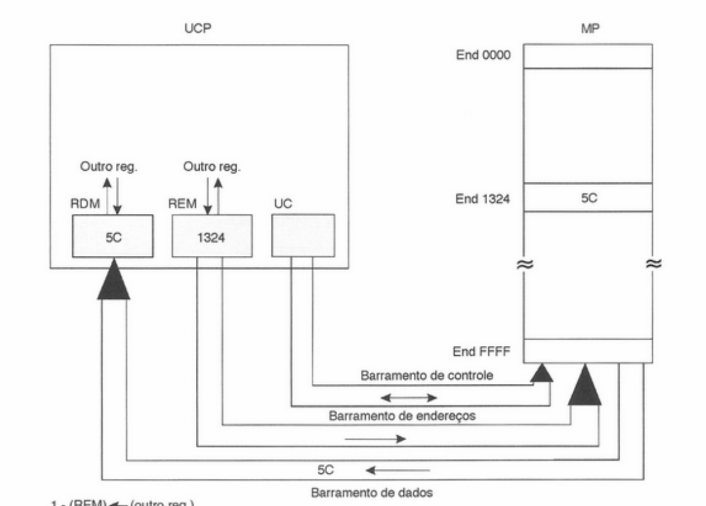 UCP
MP
End 0000
Outro reg.
Outro reg.
RDM
REM
UC
End 1324
5C
5C
1324
≈
≈
End FFFF
Barramento de controle
Barramento de endereços
5C
Barramento de dados
1 - (REM) ← (outro reg.)